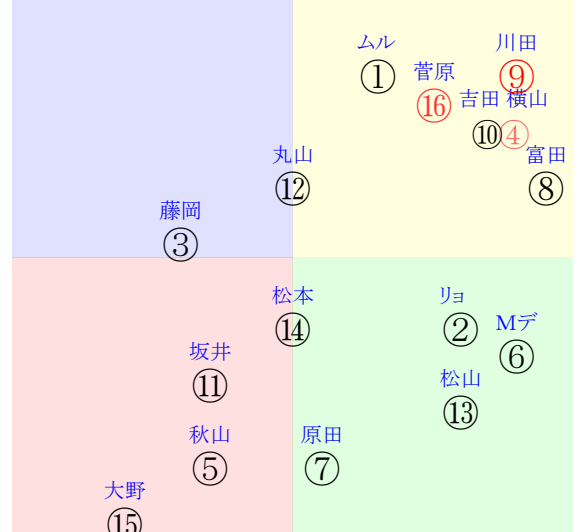 ムル
①
川田
⑨
菅原
⑯
吉田
⑩
横山
④
丸山
⑫
富田
⑧
藤岡
③
松本
⑭
リョ
②
Mデ
⑥
坂井
⑪
松山
⑬
秋山
⑤
原田
⑦
大野
⑮